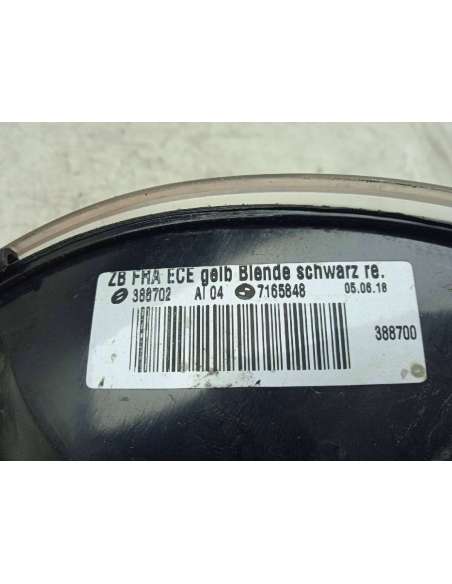 ZB FRA ECE gelb Blende schwarz re.
388702 AI 04 7165848 05.06.18
388700